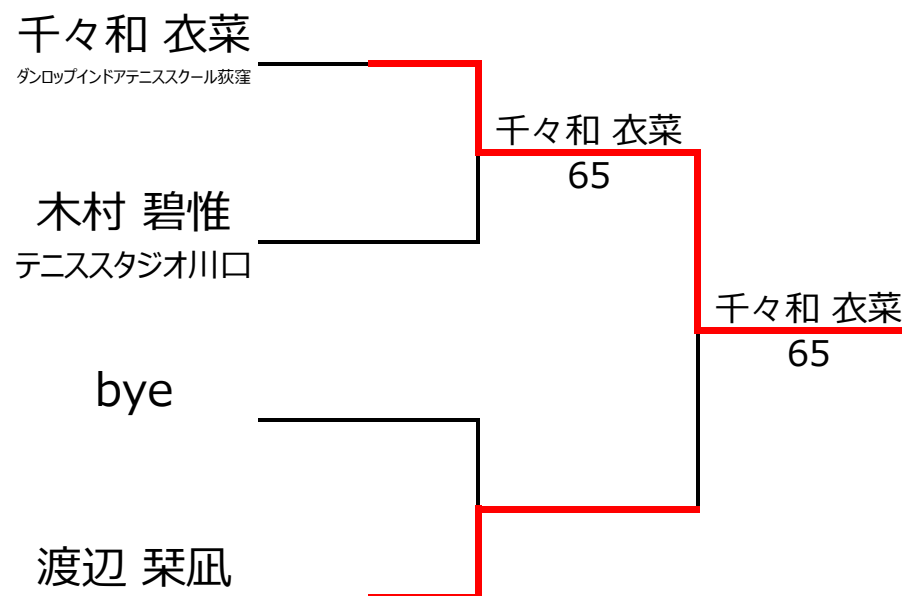 千々和 衣菜
ダンロップインドアテニススクール荻窪
千々和 衣菜
65
木村 碧惟
テニススタジオ川口
千々和 衣菜
65
bye
渡辺 栞凪